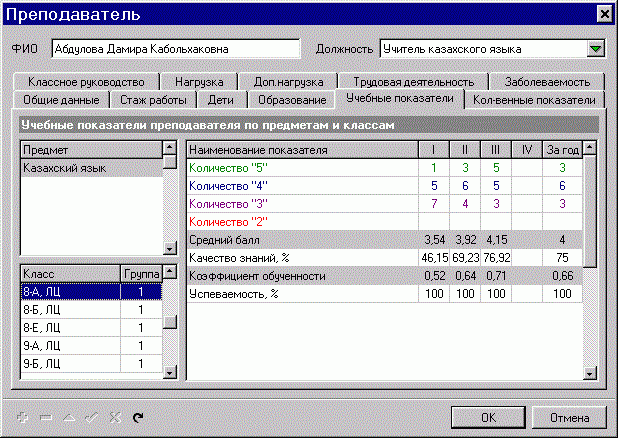 Преподаватель
ФИО Абдулова Дамира Кабольхаковна Должность Учитель казахского языка
Классное руководство Нагрузка Доп.нагрузка Трудовая деятельность Заболеваемость
Общие данные Стаж работы Дети Образование Учебные показатели Кол-венные показатели
Учебные показатели преподавателя по предметам и классам
Предмет
Казахский язык
Класс Группа
8-А, ЛЦ 1
8-Б, ЛЦ 1
8-Е, ЛЦ 1
9-А, ЛЦ 1
9-Б, ЛЦ 1
Наименование показателя I II III IV За год
Количество "5" 1 3 5 3
Количество "4" 5 6 5 6
Количество "3" 7 4 3 3
Количество "2"
Средний балл 3,54 3,92 4,15 4
Качество знаний, % 46,15 69,23 76,92 75
Коэффициент обученности 0,52 0,64 0,71 0,66
Успеваемость, % 100 100 100 100
OK Отмена